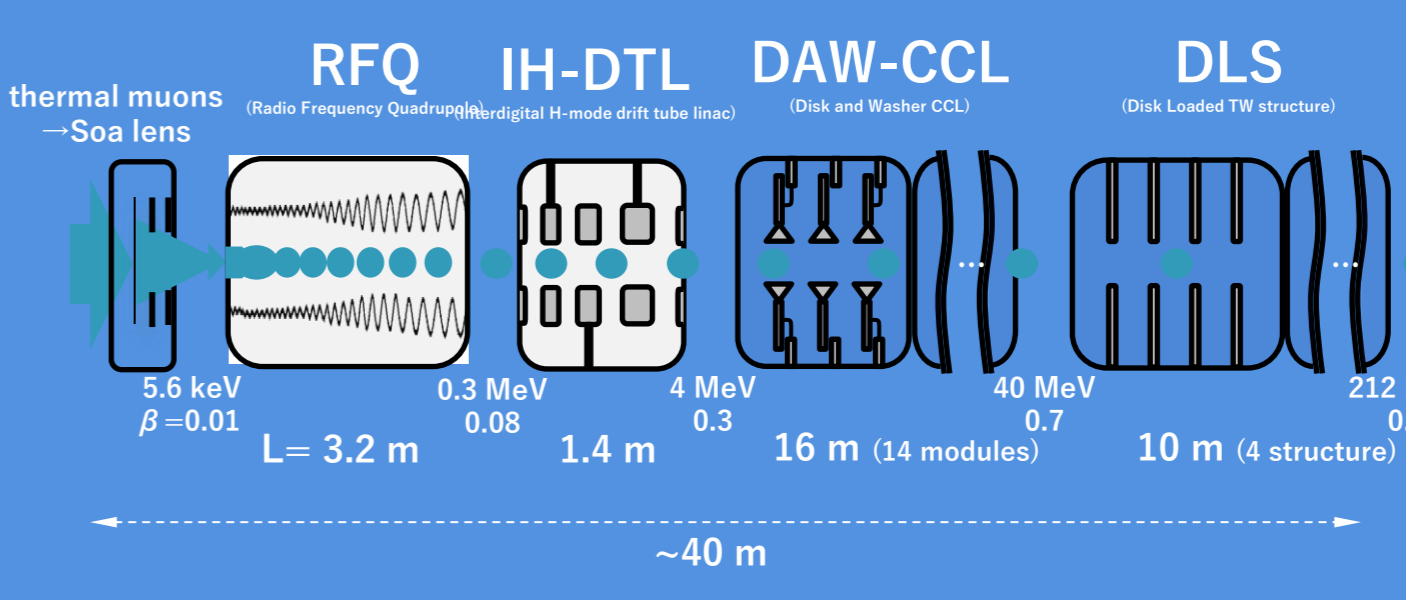 thermal muons
→Soa lens
RFQ
(Radio Frequency Quadrupole)
IH-DTL
(Interdigital H-mode drift tube linac)
DAW-CCL
(Disk and Washer CCL)
DLS
(Disk Loaded TW structure)
...
...
5.6 keV
β =0.01
0.3 MeV
0.08
4 MeV
0.3
40 MeV
0.7
212
0.
L= 3.2 m
1.4 m
16 m (14 modules)
10 m (4 structure)
~40 m